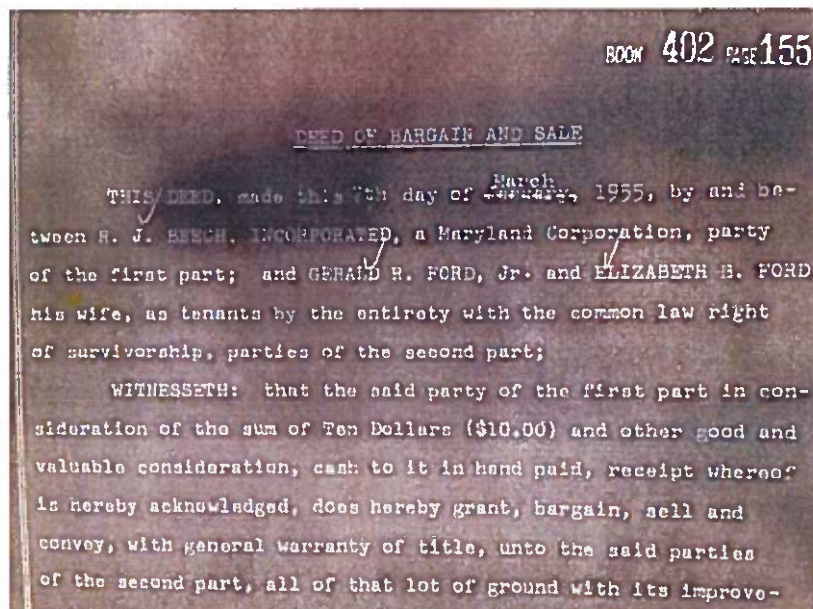 BOOK 402 PAGE 155
DEED OF BARGAIN AND SALE
March
THIS DEED, made this 7th day of January, 1955, by and be-
tween R. J. BEECH, INCORPORATED, a Maryland Corporation, party
of the first part; and GERALD R. FORD, Jr. and ELIZABETH B. FORD
his wife, as tenants by the entirety with the common law right
of survivorship, parties of the second part;
WITNESSETH: that the said party of the first part in con-
sideration of the sum of Ten Dollars ($10.00) and other good and
valuable consideration, cash to it in hand paid, receipt whereof
is hereby acknowledged, does hereby grant, bargain, sell and
convey, with general warranty of title, unto the said parties
of the second part, all of that lot of ground with its improve-